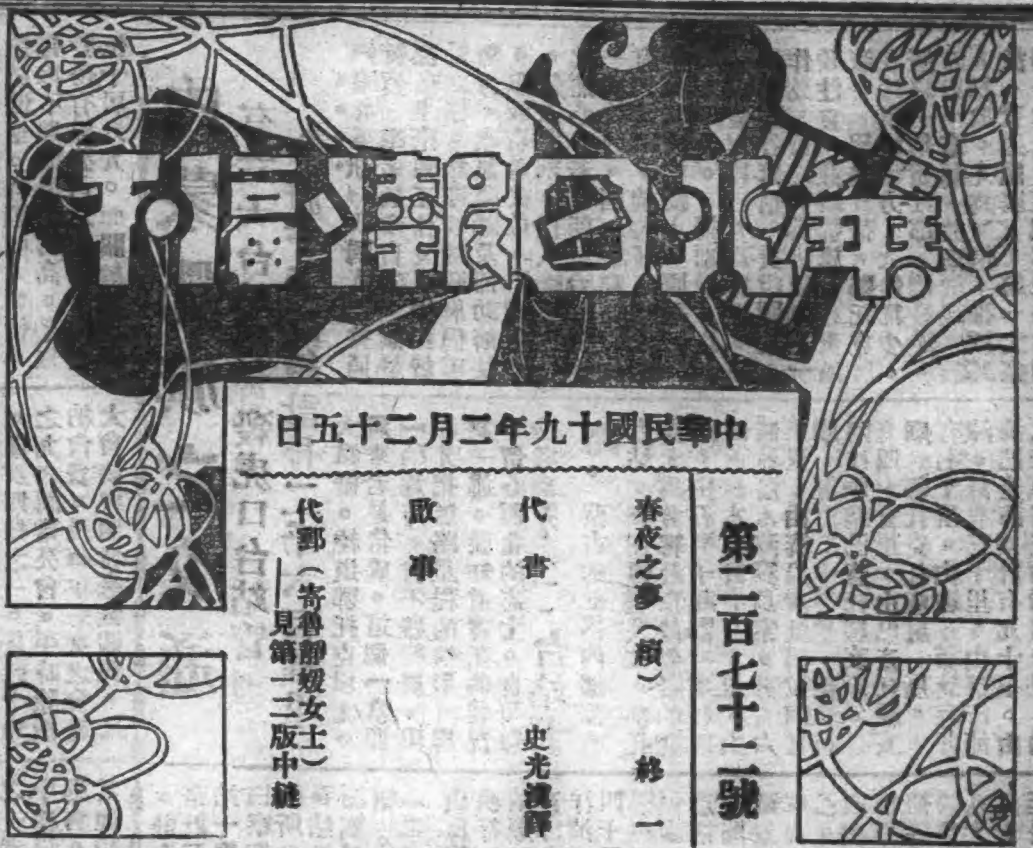 華北日報副刊
中華民國十九年二月二十五日
第二百七十二號
春夜之夢（續） 一
代書 史光漢譯
啟事
代郵（寄魯靜媛女士）
——見第一二版中縫